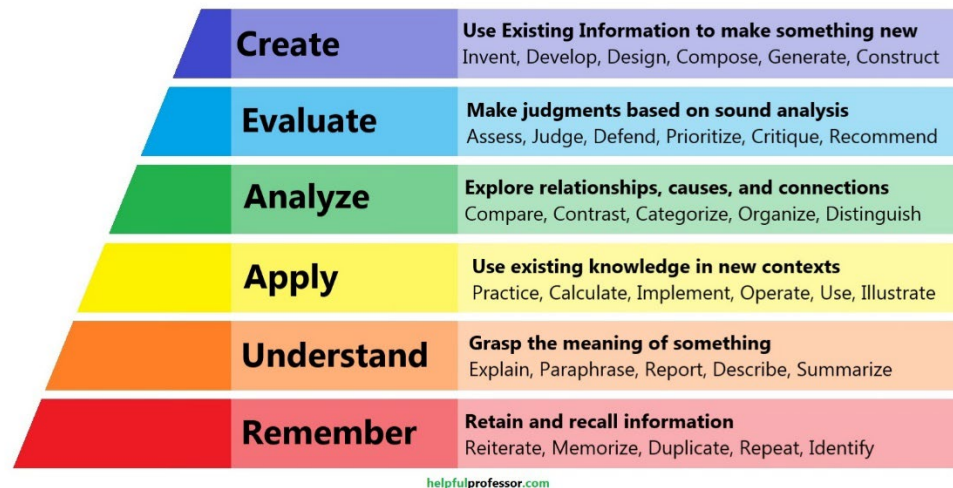 Create
Use Existing Information to make something new
Invent, Develop, Design, Compose, Generate, Construct
Evaluate
Make judgments based on sound analysis
Assess, Judge, Defend, Prioritize, Critique, Recommend
Analyze
Explore relationships, causes, and connections
Compare, Contrast, Categorize, Organize, Distinguish
Apply
Use existing knowledge in new contexts
Practice, Calculate, Implement, Operate, Use, Illustrate
Understand
Grasp the meaning of something
Explain, Paraphrase, Report, Describe, Summarize
Remember
Retain and recall information
Reiterate, Memorize, Duplicate, Repeat, Identify
helpfulprofessor.com